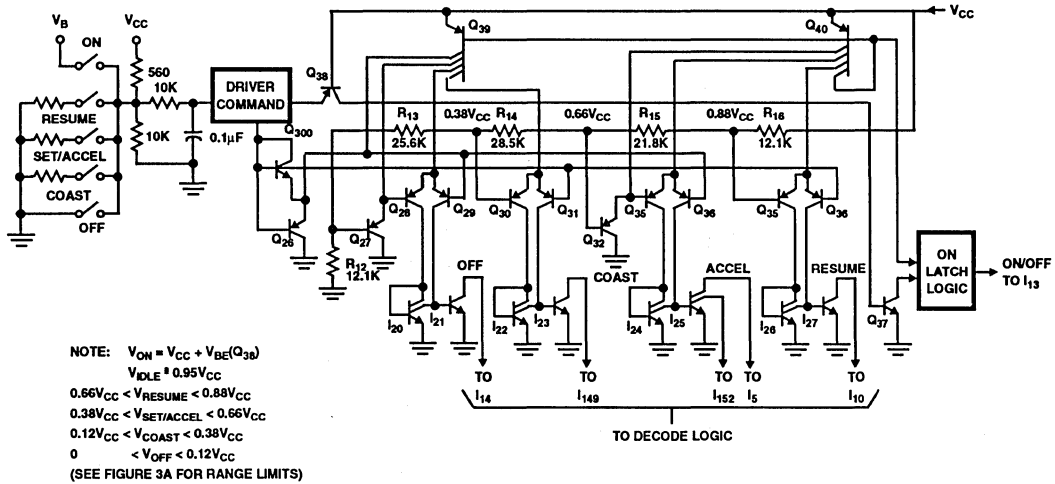 VB
VCC
ON
560
10K
RESUME
10K
0.1μF
SET/ACCEL
COAST
OFF
DRIVER
COMMAND
Q300
Q38
Q39
Q40
VCC
R13
25.6K
0.38VCC
R14
28.5K
0.66VCC
R15
21.8K
0.88VCC
R16
12.1K
Q26
Q27
Q28
Q29
Q30
Q31
Q32
Q35
Q36
Q35
Q36
R12
12.1K
COAST
OFF
ACCEL
RESUME
I20
I21
I22
I23
I24
I25
I26
I27
Q37
ON
LATCH
LOGIC
ON/OFF
TO I13
TO
I14
TO
I149
TO
I152
TO
I5
TO
I10
TO DECODE LOGIC
NOTE: VON = VCC + VBE(Q38)
VIDLE ≅ 0.95VCC
0.66VCC < VRESUME < 0.88VCC
0.38VCC < VSET/ACCEL < 0.66VCC
0.12VCC < VCOAST < 0.38VCC
0 < VOFF < 0.12VCC
(SEE FIGURE 3A FOR RANGE LIMITS)